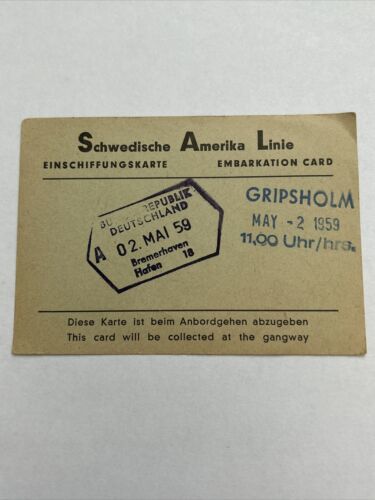 Schwedische Amerika Linie
EINSCHIFFUNGSKARTE EMBARKATION CARD
GRIPSHOLM
MAY - 2 1959
11,00 Uhr/hrs.
DEUTSCHLAND
A 02. MAI 59
Bremerhaven
Hafen 18
Diese Karte ist beim Anbordgehen abzugeben
This card will be collected at the gangway